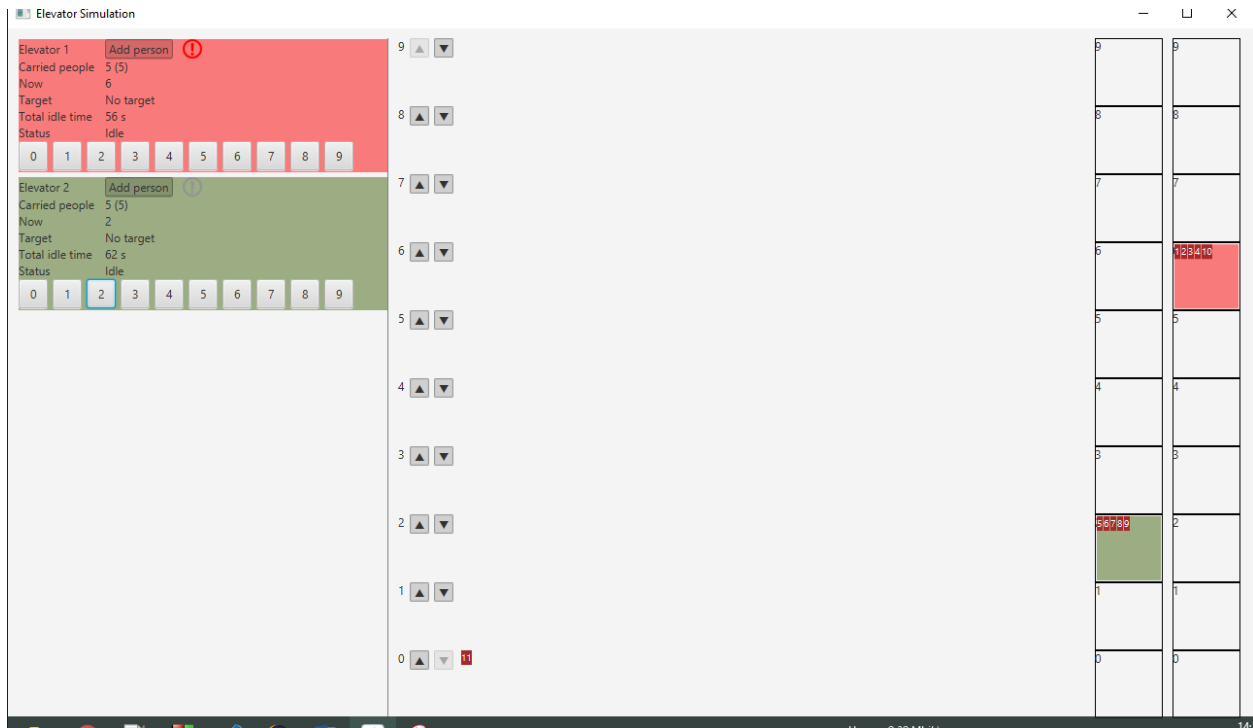 Elevator Simulation
Elevator 1 Add person
Carried people 5 (5)
Now 6
Target No target
Total idle time 56 s
Status Idle
0 1 2 3 4 5 6 7 8 9
Elevator 2 Add person
Carried people 5 (5)
Now 2
Target No target
Total idle time 62 s
Status Idle
0 1 2 3 4 5 6 7 8 9
9 ▲ ▼
8 ▲ ▼
7 ▲ ▼
6 ▲ ▼
5 ▲ ▼
4 ▲ ▼
3 ▲ ▼
2 ▲ ▼
1 ▲ ▼
0 ▲ ▼ 11
9 9
8 8
7 7
6 1 2 3 4 10
5 5
4 4
3 3
5 6 7 8 9 2
1 1
0 0